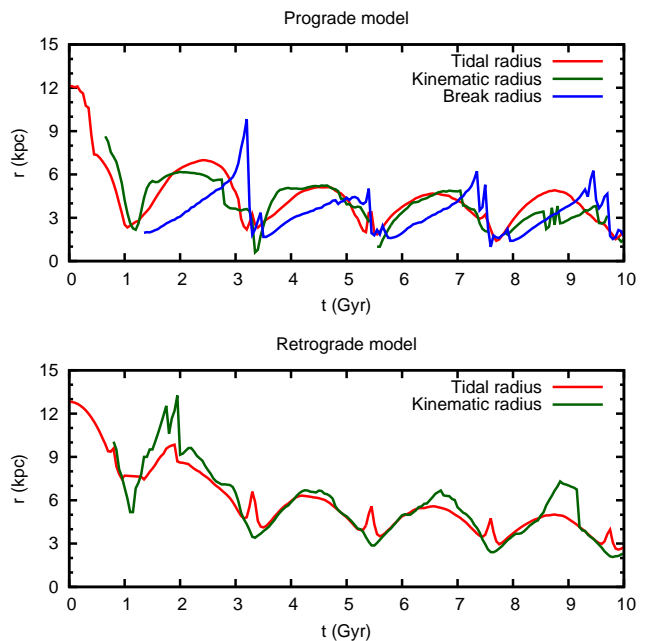 Prograde model
15
12
9
6
3
0
r (kpc)
Tidal radius
Kinematic radius
Break radius
0 1 2 3 4 5 6 7 8 9 10
t (Gyr)
Retrograde model
15
12
9
6
3
0
r (kpc)
Tidal radius
Kinematic radius
0 1 2 3 4 5 6 7 8 9 10
t (Gyr)